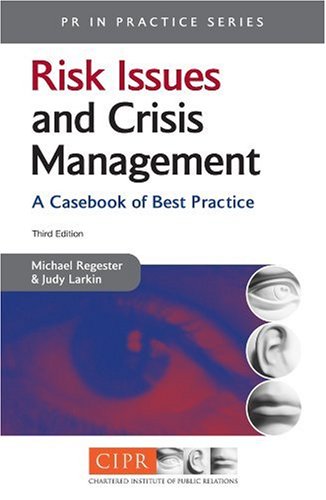 PR IN PRACTICE SERIES
Risk Issues
and Crisis
Management
A Casebook of Best Practice
Third Edition
Michael Regester
& Judy Larkin
CIPR
CHARTERED INSTITUTE OF PUBLIC RELATIONS